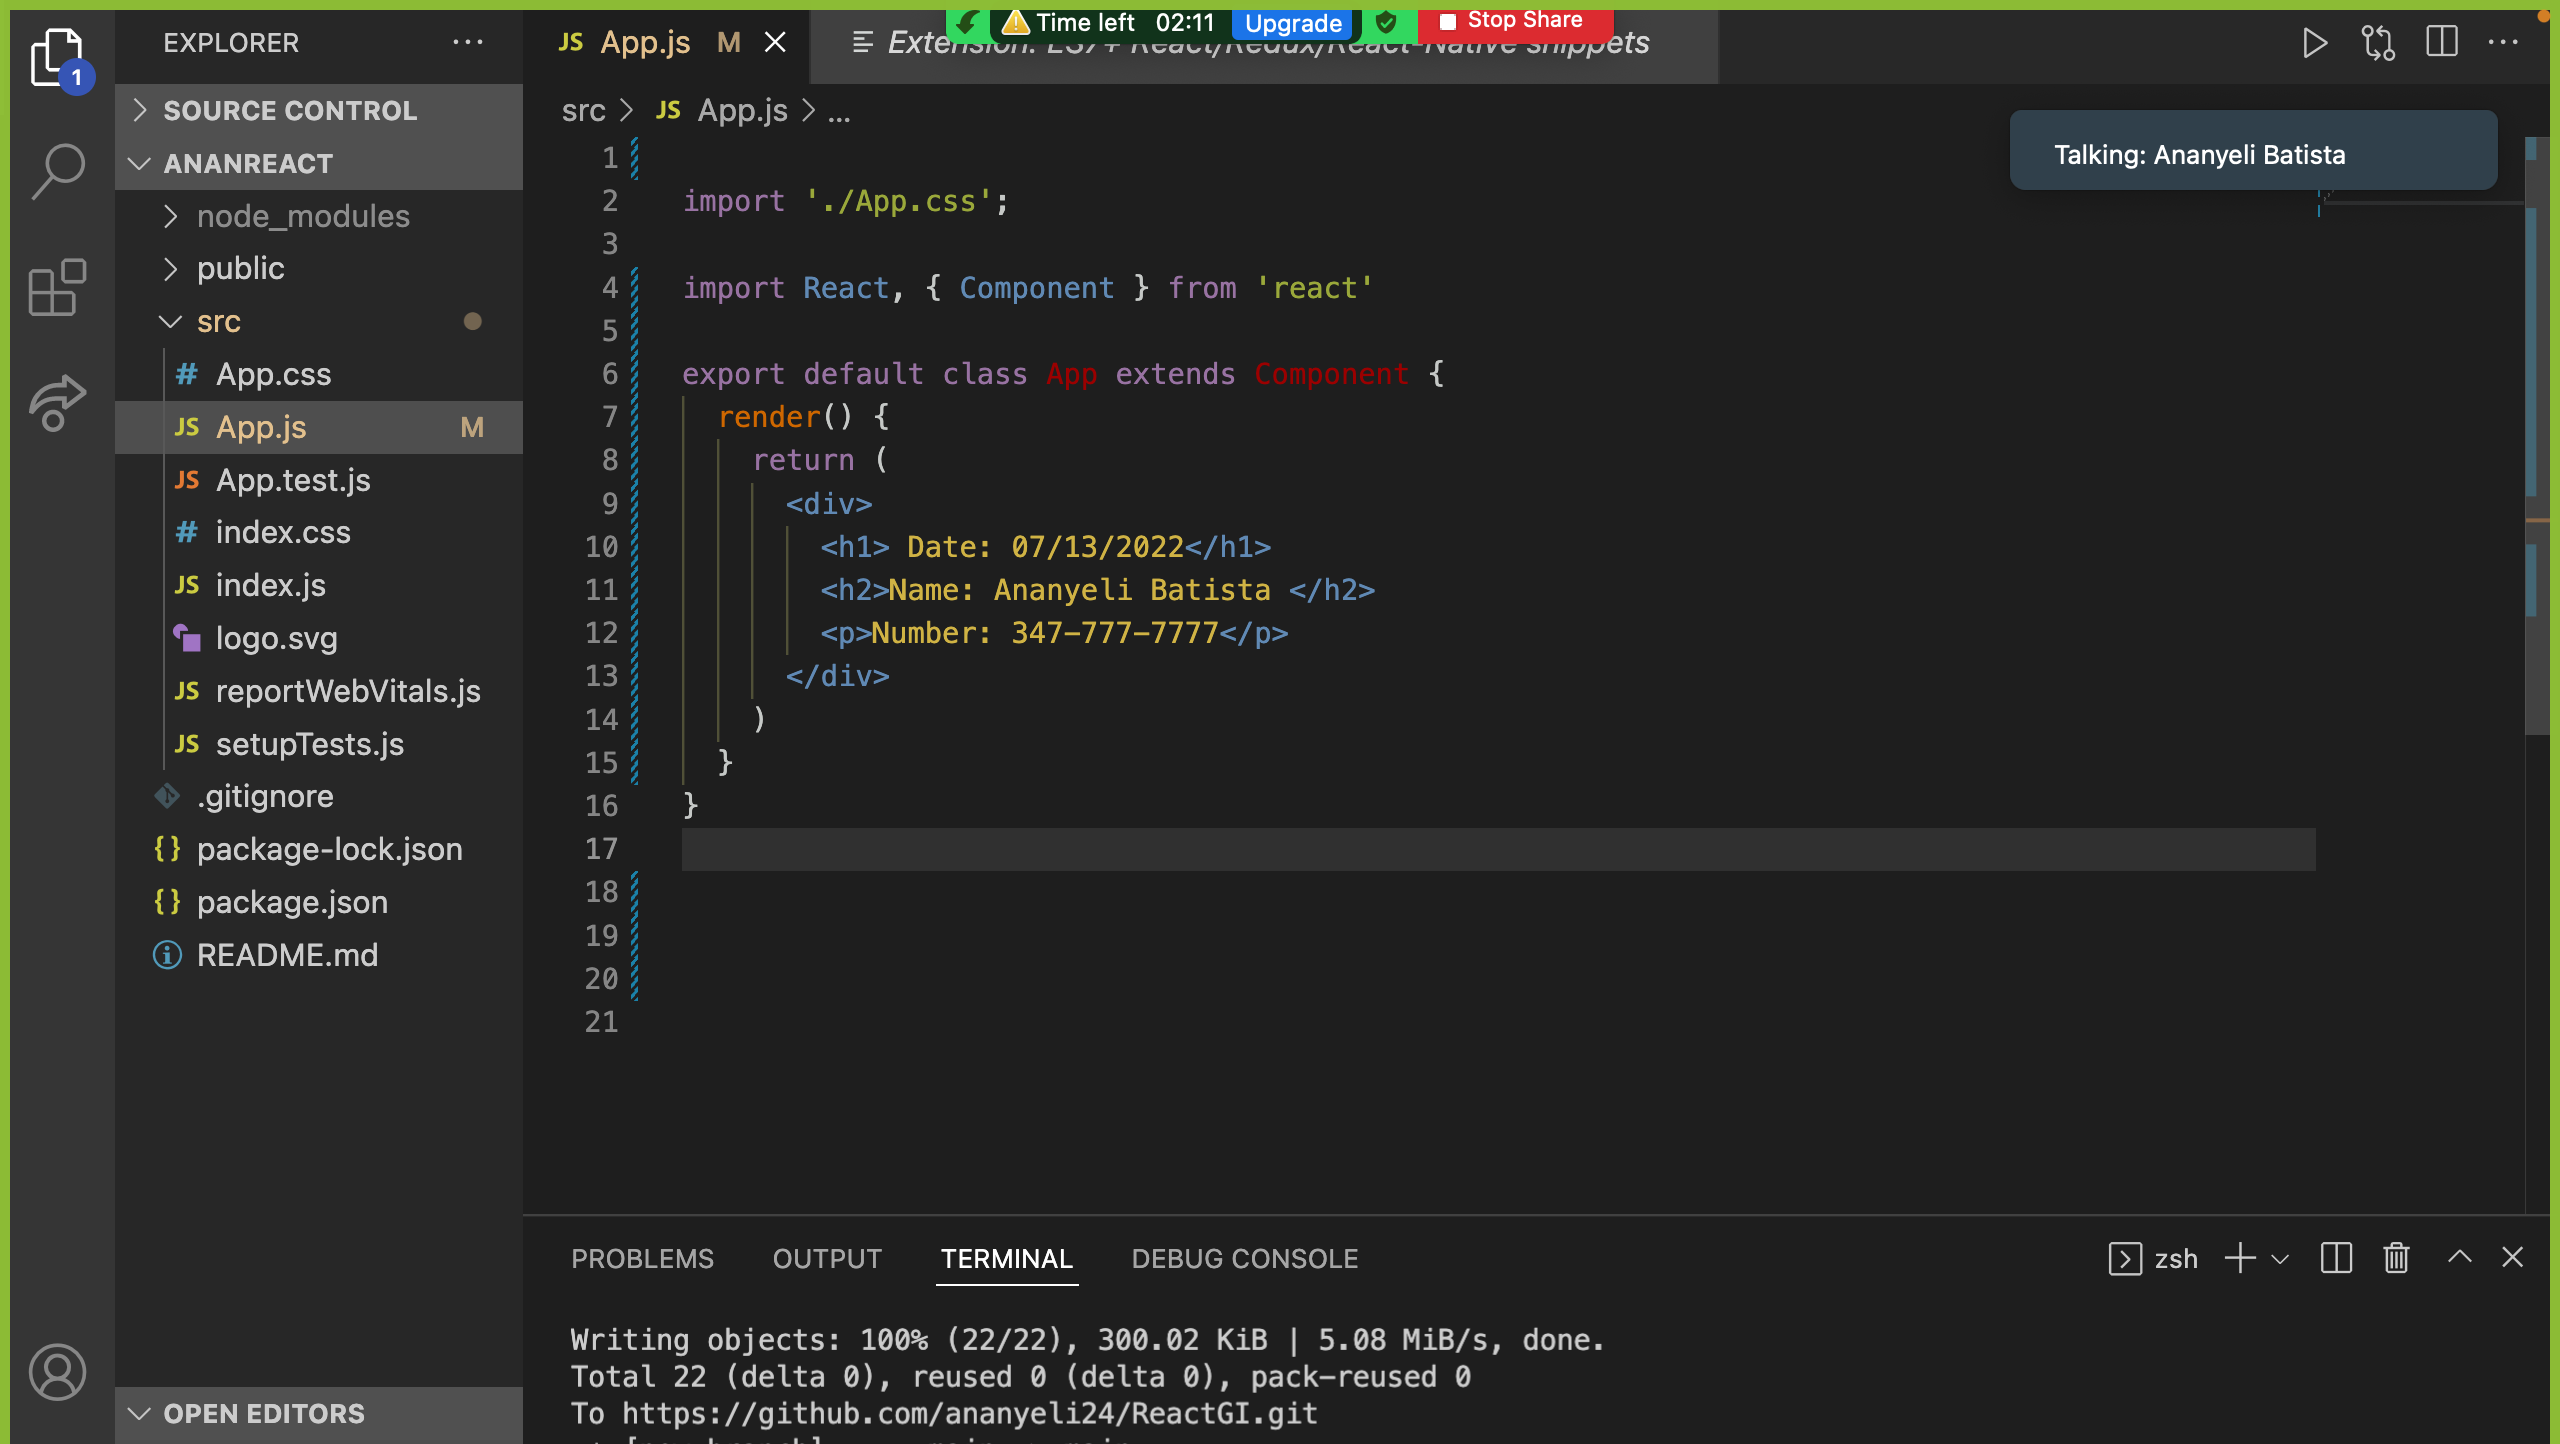 Time left 02:11 Upgrade Stop Share
EXPLORER
1
SOURCE CONTROL
ANANREACT
node_modules
public
src
# App.css
JS App.js M
JS App.test.js
# index.css
JS index.js
logo.svg
JS reportWebVitals.js
JS setupTests.js
.gitignore
{} package-lock.json
{} package.json
README.md
OPEN EDITORS
JS App.js M
Extension: ES7+ React/Redux/React-Native snippets
src > JS App.js > ...
Talking: Ananyeli Batista
1
2 import './App.css';
3
4 import React, { Component } from 'react'
5
6 export default class App extends Component {
7 render() {
8 return (
9 <div>
10 <h1> Date: 07/13/2022</h1>
11 <h2>Name: Ananyeli Batista </h2>
12 <p>Number: 347-777-7777</p>
13 </div>
14 )
15 }
16 }
17
18
19
20
21
PROBLEMS OUTPUT TERMINAL DEBUG CONSOLE
zsh
Writing objects: 100% (22/22), 300.02 KiB | 5.08 MiB/s, done.
Total 22 (delta 0), reused 0 (delta 0), pack-reused 0
To https://github.com/ananyeli24/ReactGI.git